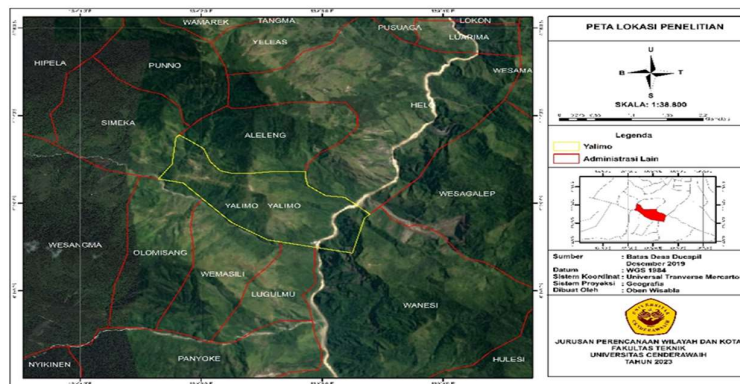 WAMAREK
TANGMA
YELEAS
PUSUAGA
LOKON
LUARIMA
HIPELA
PUNNO
WESAMA
SIMEKA
HELO
ALELENG
WESAGALEP
YALIMO YALIMO
WESANGMA
OLOMISANG
WEMASILI
LUGULMU
WANESI
NYIKINEN
PANYOKE
HULESI
PETA LOKASI PENELITIAN
U
B T
S
SKALA: 1:38.800
Legenda
Yalimo
Administrasi Lain
Sumber : Batas Desa Ducapil
Desember 2019
Datum : WGS 1984
Sistem Koordinat : Universal Tranverse Mercarto
Sistem Proyeksi : Geografis
Dibuat Oleh : Oben Wisabla
JURUSAN PERENCANAAN WILAYAH DAN KOTA
FAKULTAS TEKNIK
UNIVERSITAS CENDERAWAIH
TAHUN 2023